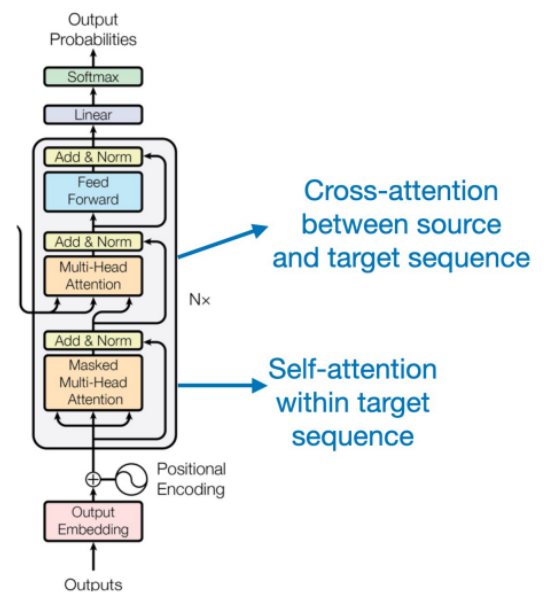 Output
Probabilities
Softmax
Linear
Add & Norm
Feed
Forward
Add & Norm
Multi-Head
Attention
N×
Add & Norm
Masked
Multi-Head
Attention
Positional
Encoding
Output
Embedding
Outputs
Cross-attention
between source
and target sequence
Self-attention
within target
sequence